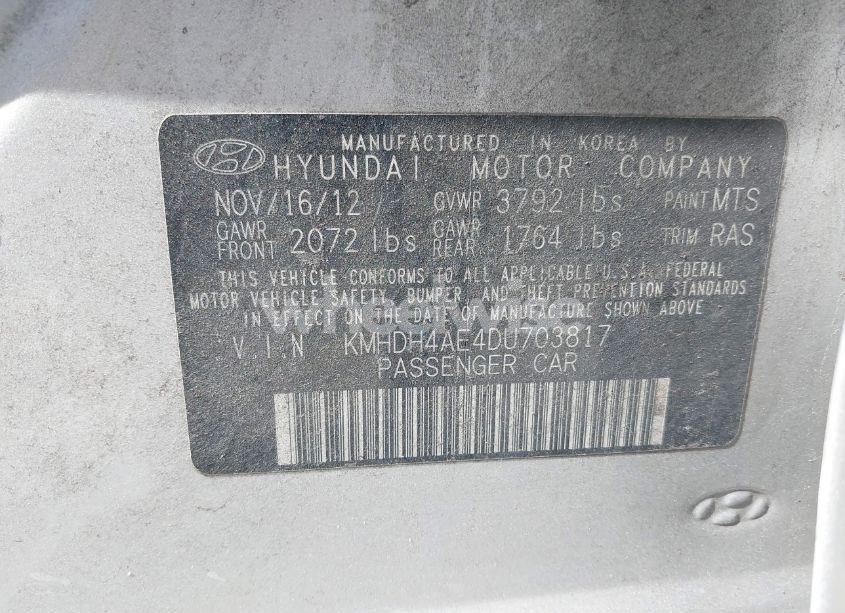 MANUFACTURED IN KOREA BY
HYUNDAI MOTOR COMPANY
NOV/16/12 GVWR 3792 lbs PAINT MTS
GAWR FRONT 2072 lbs GAWR REAR 1764 lbs TRIM RAS
THIS VEHICLE CONFORMS TO ALL APPLICABLE U.S.A. FEDERAL
MOTOR VEHICLE SAFETY, BUMPER, AND THEFT PREVENTION STANDARDS
IN EFFECT ON THE DATE OF MANUFACTURE SHOWN ABOVE
V.I.N KMHDH4AE4DU703817
PASSENGER CAR